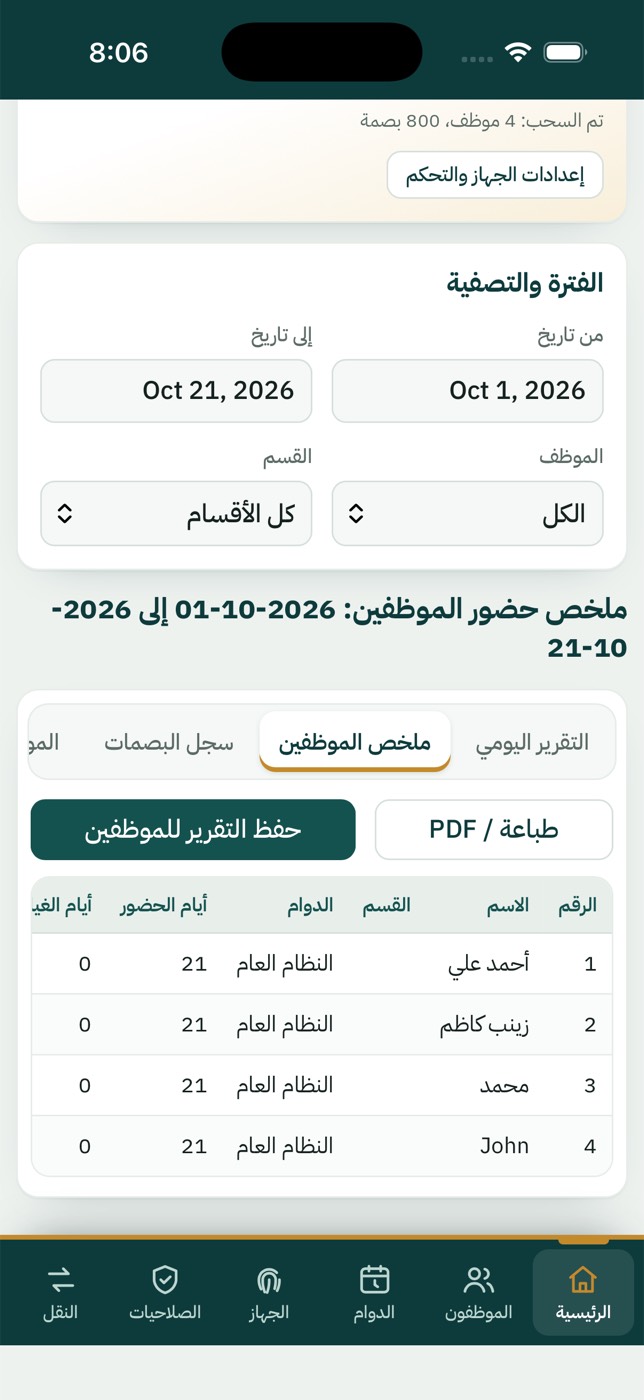 8:06
تم السحب: 4 موظف، 800 بصمة
إعدادات الجهاز والتحكم
الفترة والتصفية
من تاريخ
إلى تاريخ
Oct 1, 2026
Oct 21, 2026
الموظف
القسم
الكل
كل الأقسام
ملخص حضور الموظفين: 2026-10-01 إلى 2026-
10-21
التقرير اليومي
ملخص الموظفين
سجل البصمات
المو
طباعة / PDF
حفظ التقرير للموظفين
الرقم الاسم القسم الدوام أيام الحضور أيام الغي
1 أحمد علي النظام العام 21 0
2 زينب كاظم النظام العام 21 0
3 محمد النظام العام 21 0
4 John النظام العام 21 0
الرئيسية
الموظفون
الدوام
الجهاز
الصلاحيات
النقل